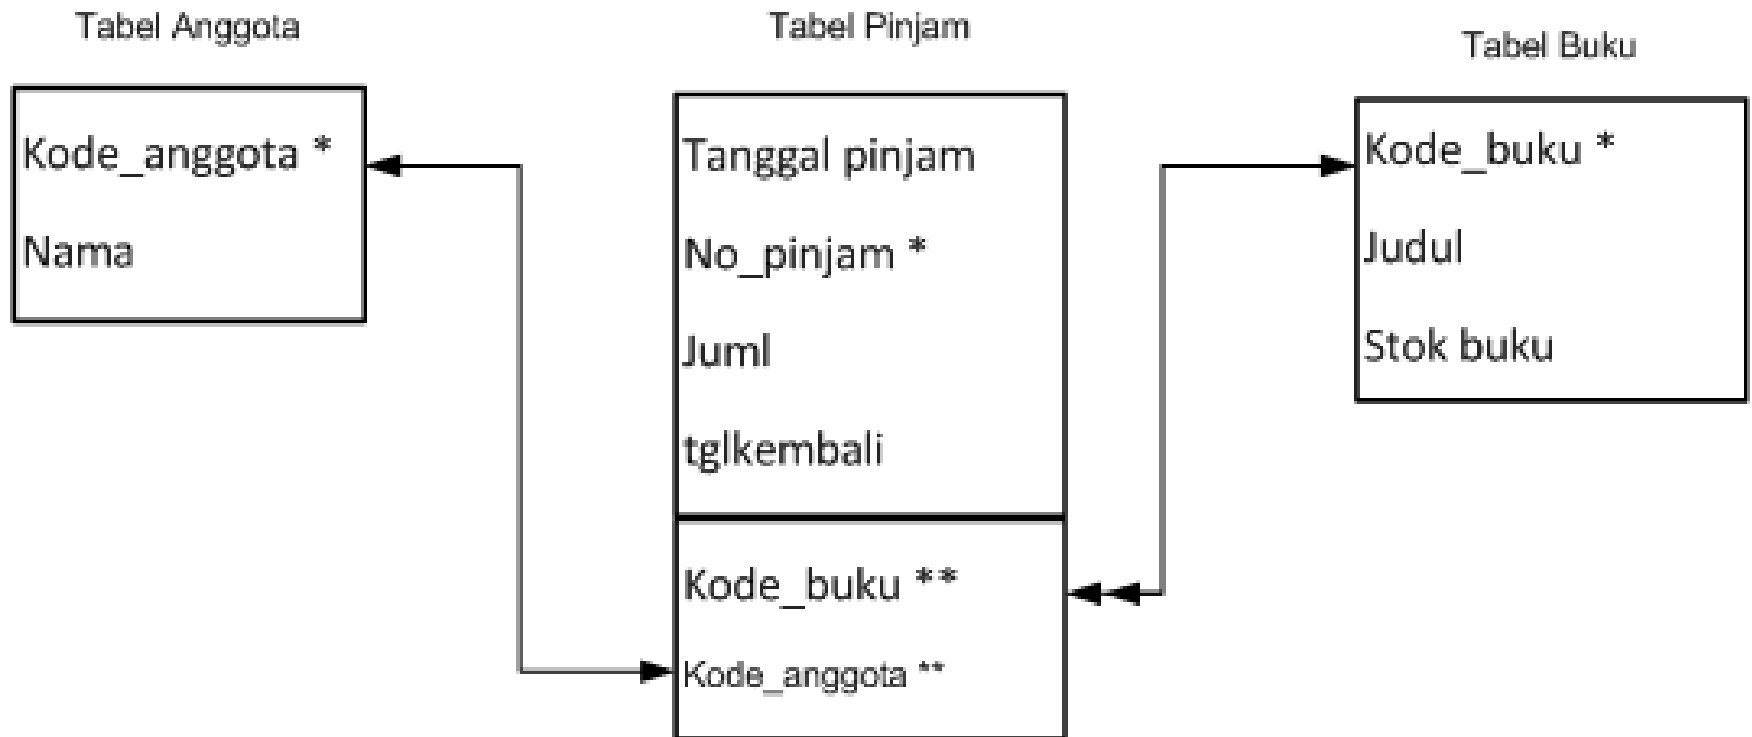 Tabel Anggota
Kode_anggota *
Nama
Tabel Pinjam
Tanggal pinjam
No_pinjam *
Juml
tglkembali
Kode_buku **
Kode_anggota **
Tabel Buku
Kode_buku *
Judul
Stok buku